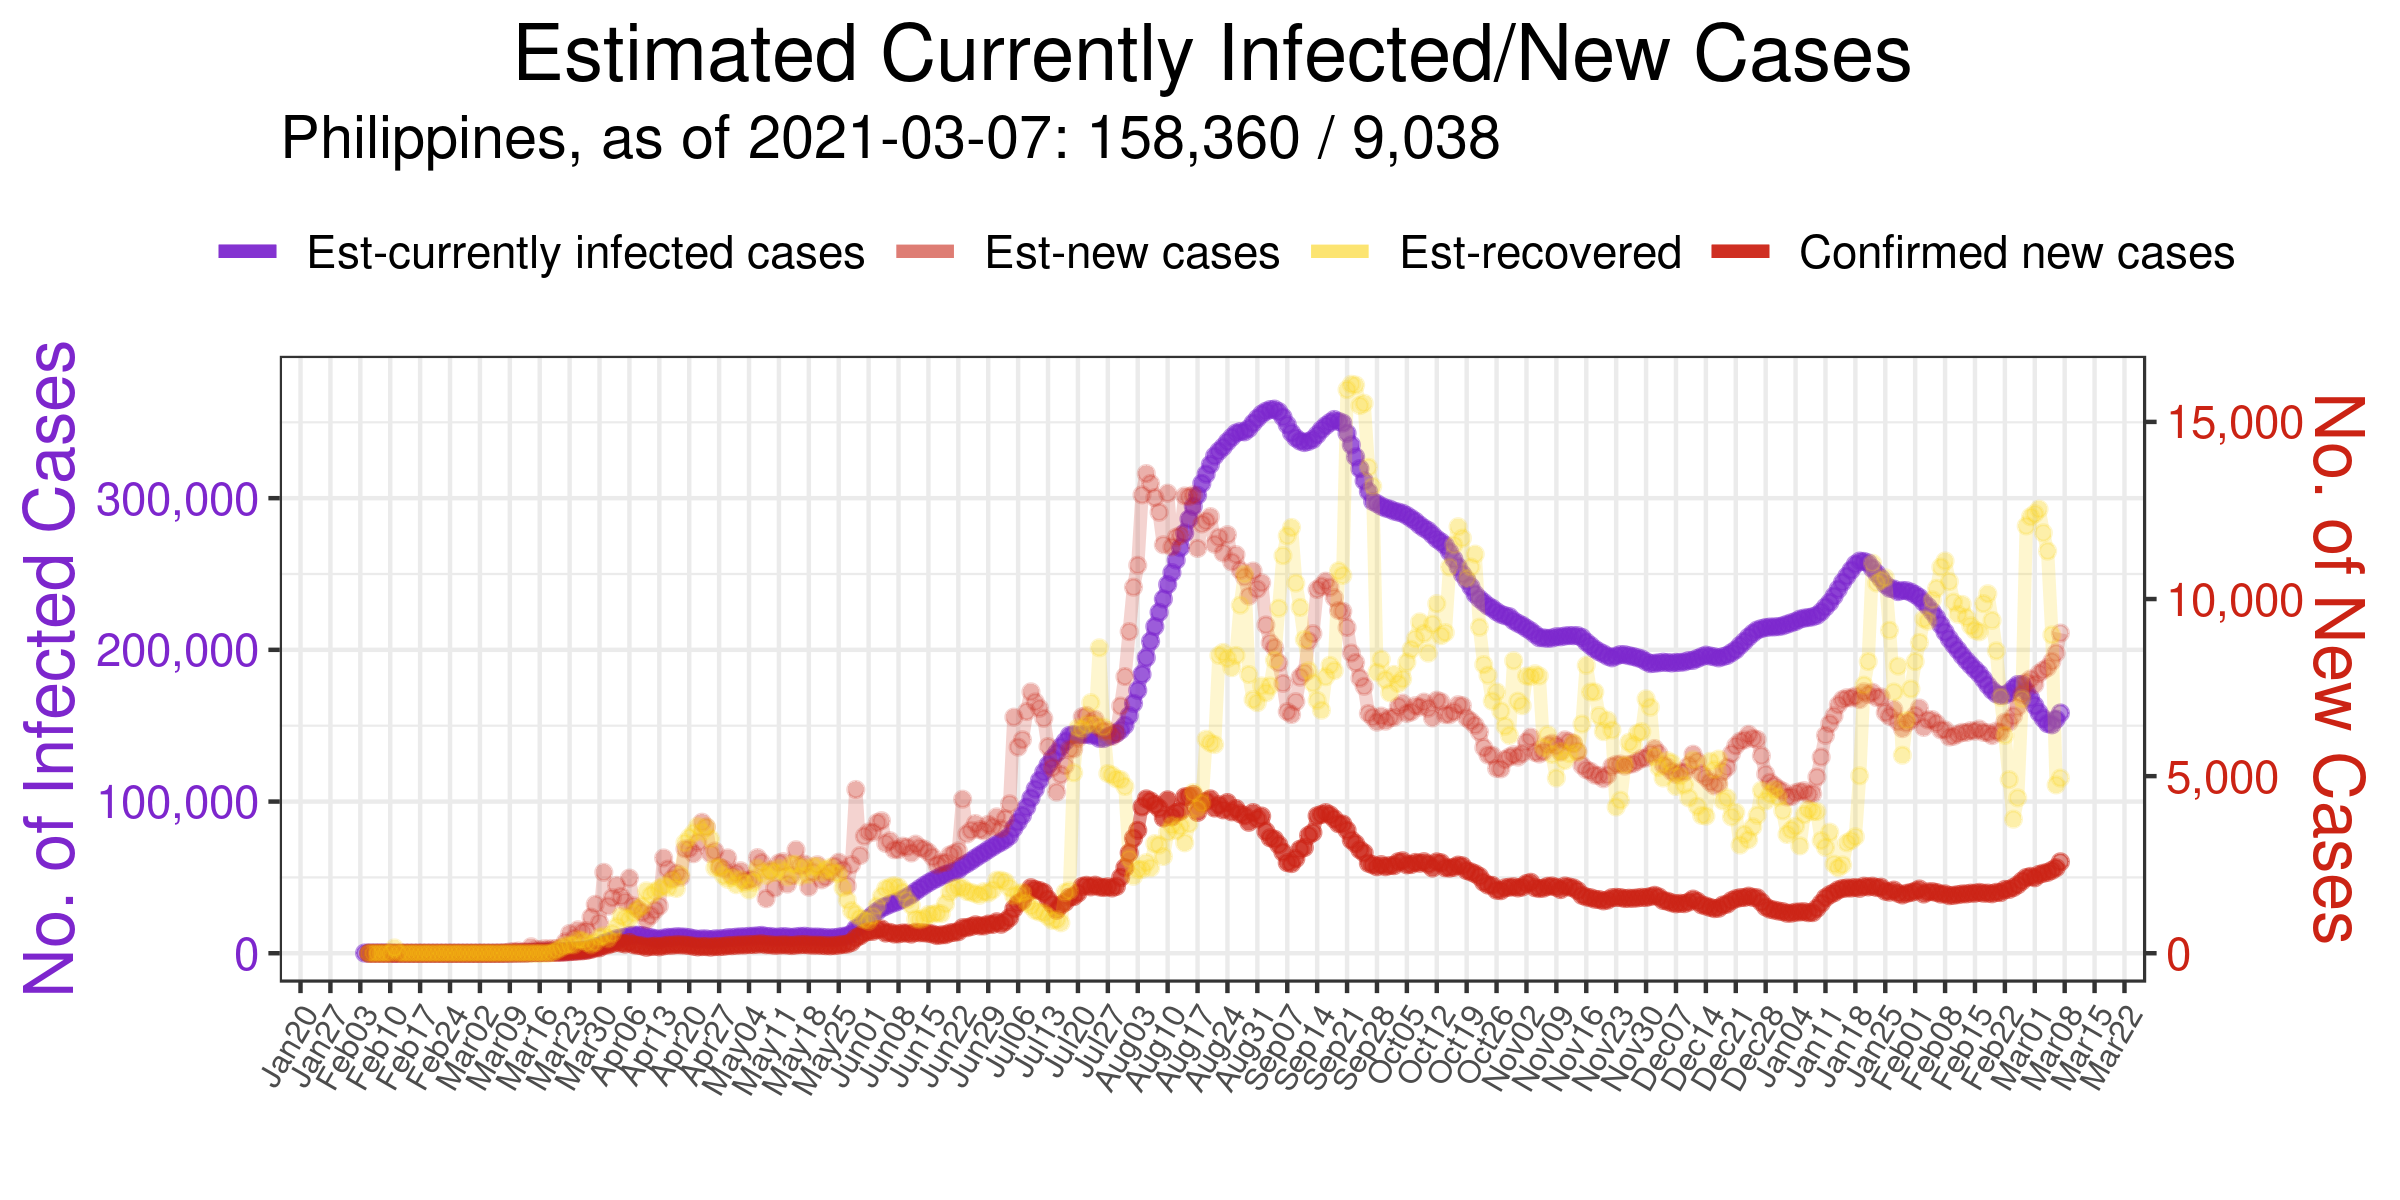 Estimated Currently Infected/New Cases
Philippines, as of 2021-03-07: 158,360 / 9,038
Est-currently infected cases Est-new cases Est-recovered Confirmed new cases
No. of Infected Cases
300,000
200,000
100,000
0
15,000
10,000
5,000
0
No. of New Cases
Jan20 Jan27 Feb03 Feb10 Feb17 Feb24 Mar02 Mar09 Mar16 Mar23 Mar30 Apr06 Apr13 Apr20 Apr27 May04 May11 May18 May25 Jun01 Jun08 Jun15 Jun22 Jun29 Jul06 Jul13 Jul20 Jul27 Aug03 Aug10 Aug17 Aug24 Aug31 Sep07 Sep14 Sep21 Sep28 Oct05 Oct12 Oct19 Oct26 Nov02 Nov09 Nov16 Nov23 Nov30 Dec07 Dec14 Dec21 Dec28 Jan04 Jan11 Jan18 Jan25 Feb01 Feb08 Feb15 Feb22 Mar01 Mar08 Mar15 Mar22